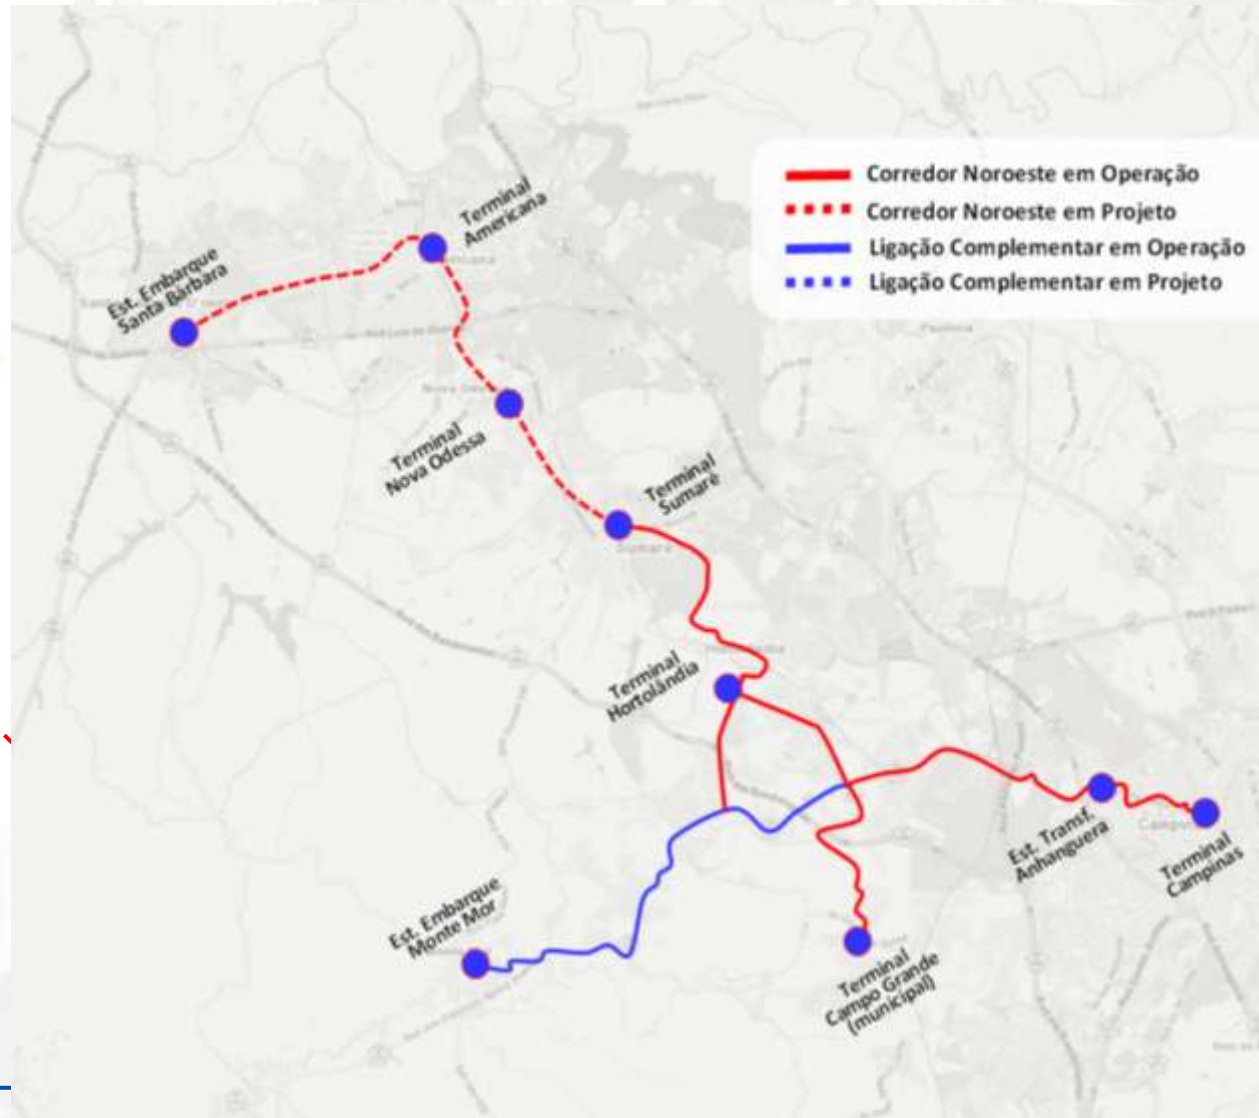 Corredor Noroeste em Operação
Corredor Noroeste em Projeto
Ligação Complementar em Operação
Ligação Complementar em Projeto
Terminal
Americana
Est. Embarque
Santa Bárbara
Terminal
Nova Odessa
Terminal
Sumaré
Sumaré
Terminal
Hortolândia
Est. Transf.
Anhanguera
Terminal
Campinas
Est. Embarque
Monte Mor
Terminal
Campo Grande
(municipal)